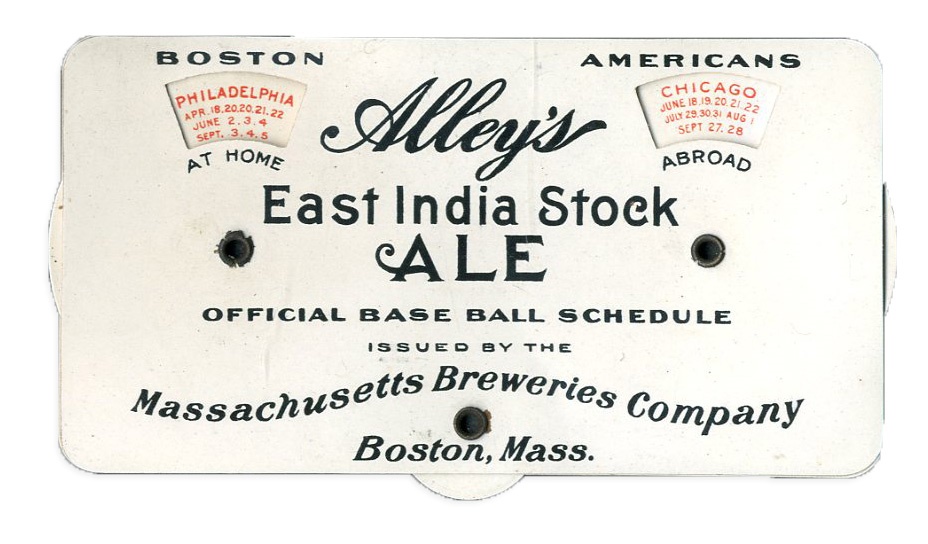 BOSTON AMERICANS
PHILADELPHIA
APR. 18. 20. 20. 21. 22
JUNE 2. 3. 4
SEPT. 3. 4. 5
AT HOME
CHICAGO
JUNE 18. 19. 20. 21. 22
JULY 29. 30. 31 AUG 1
SEPT 27. 28
ABROAD
Alley's
East India Stock
ALE
OFFICIAL BASE BALL SCHEDULE
ISSUED BY THE
Massachusetts Breweries Company
Boston, Mass.